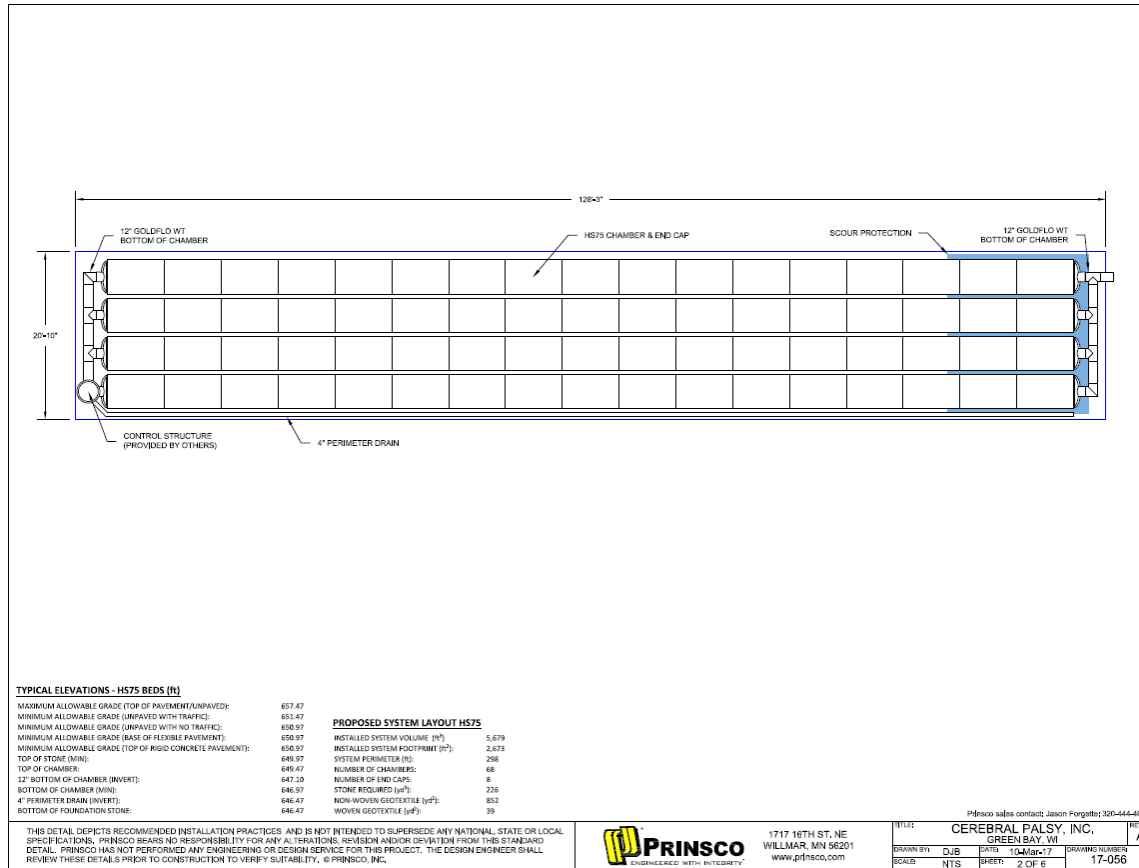 128'-3"
12" GOLDFLO WT
BOTTOM OF CHAMBER
HS75 CHAMBER & END CAP
SCOUR PROTECTION
12" GOLDFLO WT
BOTTOM OF CHAMBER
20'-10"
CONTROL STRUCTURE
(PROVIDED BY OTHERS)
4" PERIMETER DRAIN
TYPICAL ELEVATIONS - HS75 BEDS (ft)
MAXIMUM ALLOWABLE GRADE (TOP OF PAVEMENT/UNPAVED): 657.47
MINIMUM ALLOWABLE GRADE (UNPAVED WITH TRAFFIC): 651.47
MINIMUM ALLOWABLE GRADE (UNPAVED WITH NO TRAFFIC): 650.97
MINIMUM ALLOWABLE GRADE (BASE OF FLEXIBLE PAVEMENT): 650.97
MINIMUM ALLOWABLE GRADE (TOP OF RIGID CONCRETE PAVEMENT): 650.97
TOP OF STONE (MIN): 649.97
TOP OF CHAMBER: 649.47
12" BOTTOM OF CHAMBER (INVERT): 647.10
BOTTOM OF CHAMBER (MIN): 646.97
4" PERIMETER DRAIN (INVERT): 646.47
BOTTOM OF FOUNDATION STONE: 646.47
PROPOSED SYSTEM LAYOUT HS75
INSTALLED SYSTEM VOLUME (ft³) 5,679
INSTALLED SYSTEM FOOTPRINT (ft²): 2,673
SYSTEM PERIMETER (ft): 298
NUMBER OF CHAMBERS: 68
NUMBER OF END CAPS: 8
STONE REQUIRED (yd³): 226
NON-WOVEN GEOTEXTILE (yd²): 852
WOVEN GEOTEXTILE (yd²): 39
Prinsco sales contact: Jason Forgette: 320-444-
THIS DETAIL DEPICTS RECOMMENDED INSTALLATION PRACTICES AND IS NOT INTENDED TO SUPERSEDE ANY NATIONAL, STATE OR LOCAL
SPECIFICATIONS. PRINSCO BEARS NO RESPONSIBILITY FOR ANY ALTERATIONS, REVISION AND/OR DEVIATION FROM THIS STANDARD
DETAIL. PRINSCO HAS NOT PERFORMED ANY ENGINEERING OR DESIGN SERVICE FOR THIS PROJECT. THE DESIGN ENGINEER SHALL
REVIEW THESE DETAILS PRIOR TO CONSTRUCTION TO VERIFY SUITABILITY. © PRINSCO, INC.
PRINSCO
ENGINEERED WITH INTEGRITY
1717 16TH ST. NE
WILLMAR, MN 56201
www.prinsco.com
TITLE: CEREBRAL PALSY, INC.
GREEN BAY, WI
DRAWN BY: DJB DATE: 10-Mar-17 DRAWING NUMBER:
SCALE: NTS SHEET: 2 OF 6 17-056